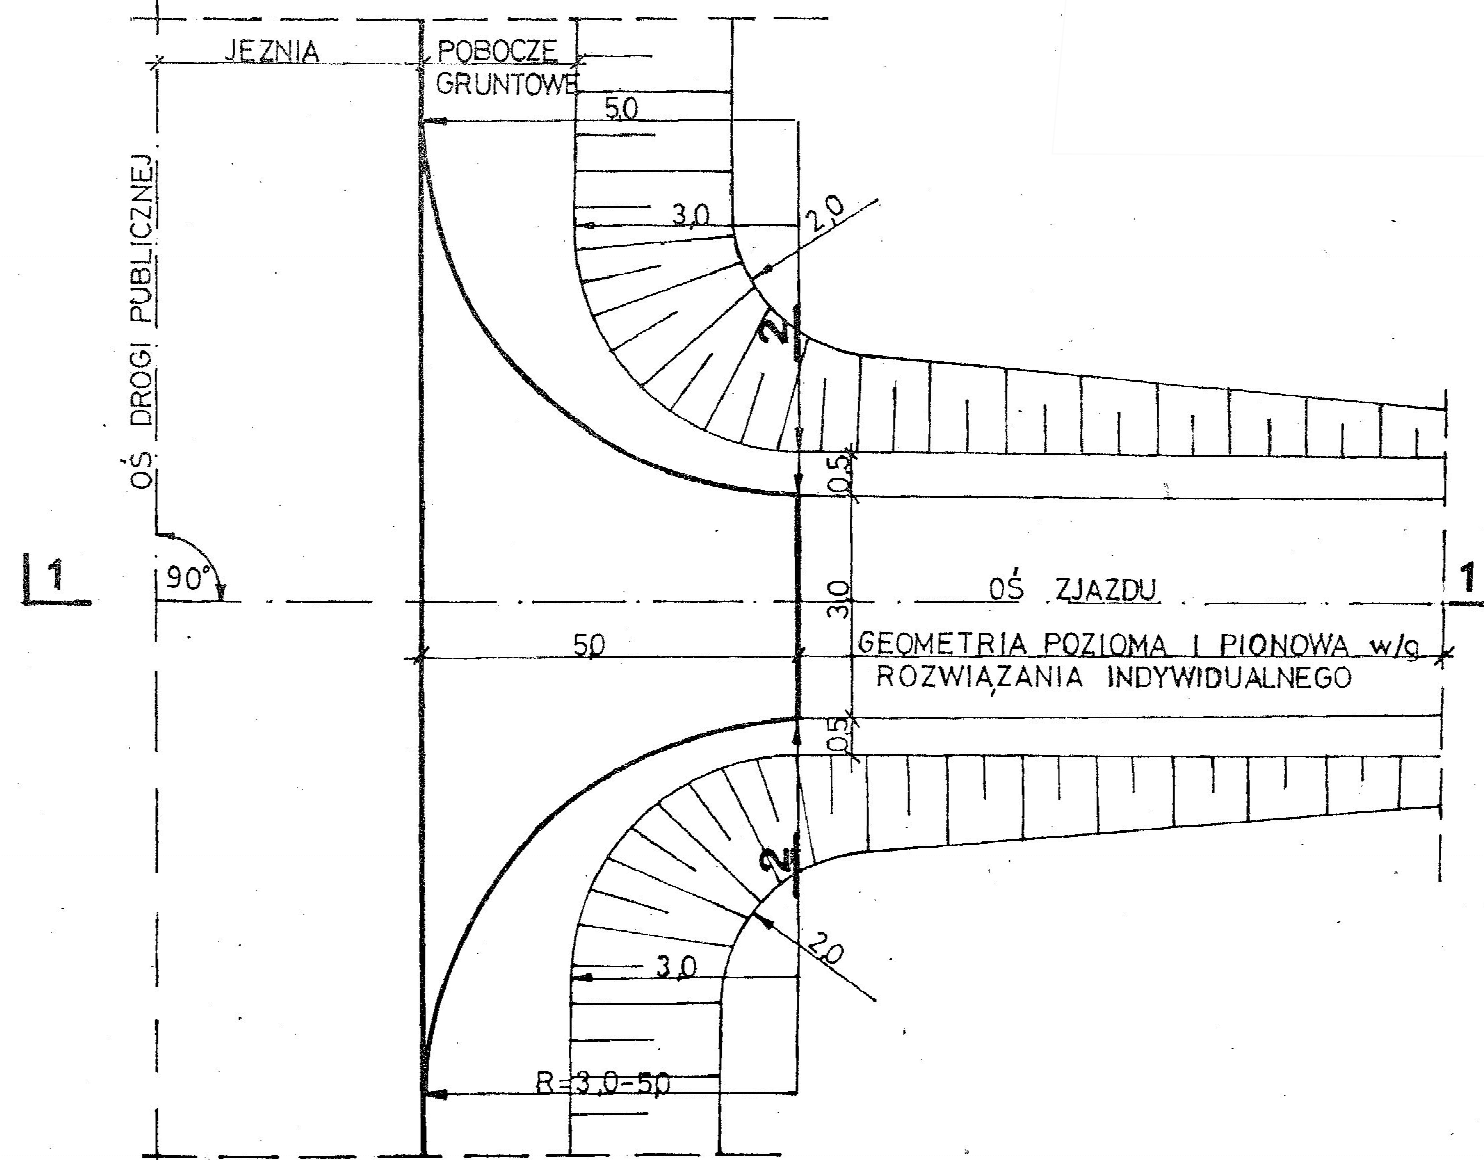 JEZNIA
POBOCZE
GRUNTOWE
5,0
OŚ DROGI PUBLICZNEJ
3,0
2,0
2
0,5
1
90°
3,0
OŚ ZJAZDU
1
5,0
GEOMETRIA POZIOMA I PIONOWA w/g
ROZWIĄZANIA INDYWIDUALNEGO
0,5
2
2,0
3,0
R=3,0-5,0